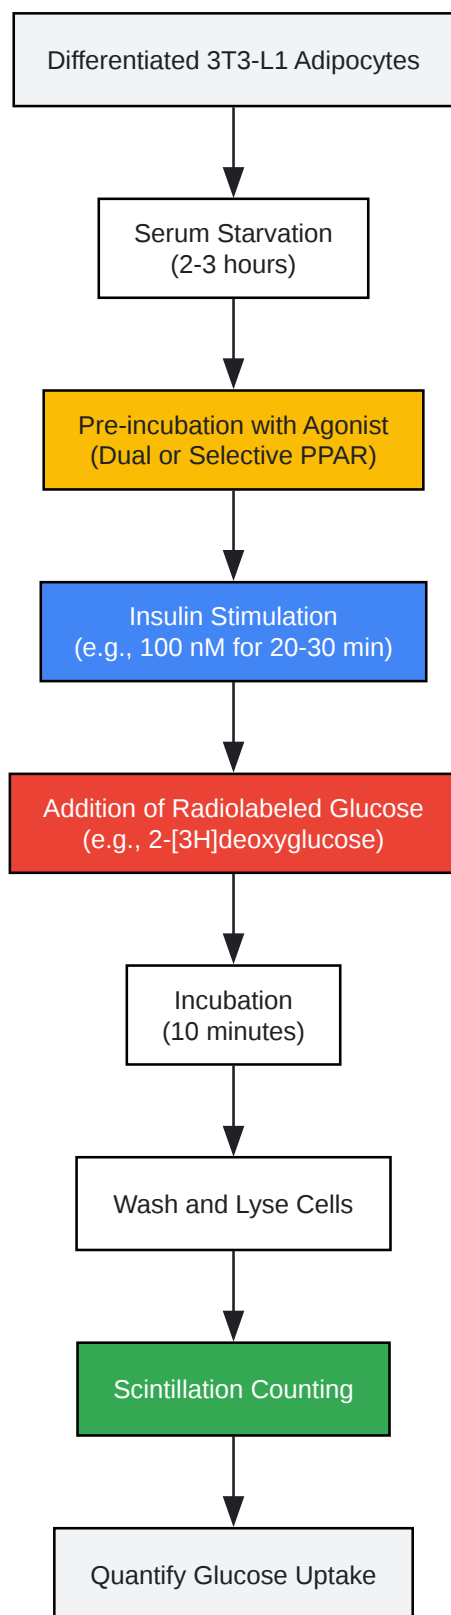 Differentiated 3T3-L1 Adipocytes
Serum Starvation
(2-3 hours)
Pre-incubation with Agonist
(Dual or Selective PPAR)
Insulin Stimulation
(e.g., 100 nM for 20-30 min)
Addition of Radiolabeled Glucose
(e.g., 2-[3H]deoxyglucose)
Incubation
(10 minutes)
Wash and Lyse Cells
Scintillation Counting
Quantify Glucose Uptake